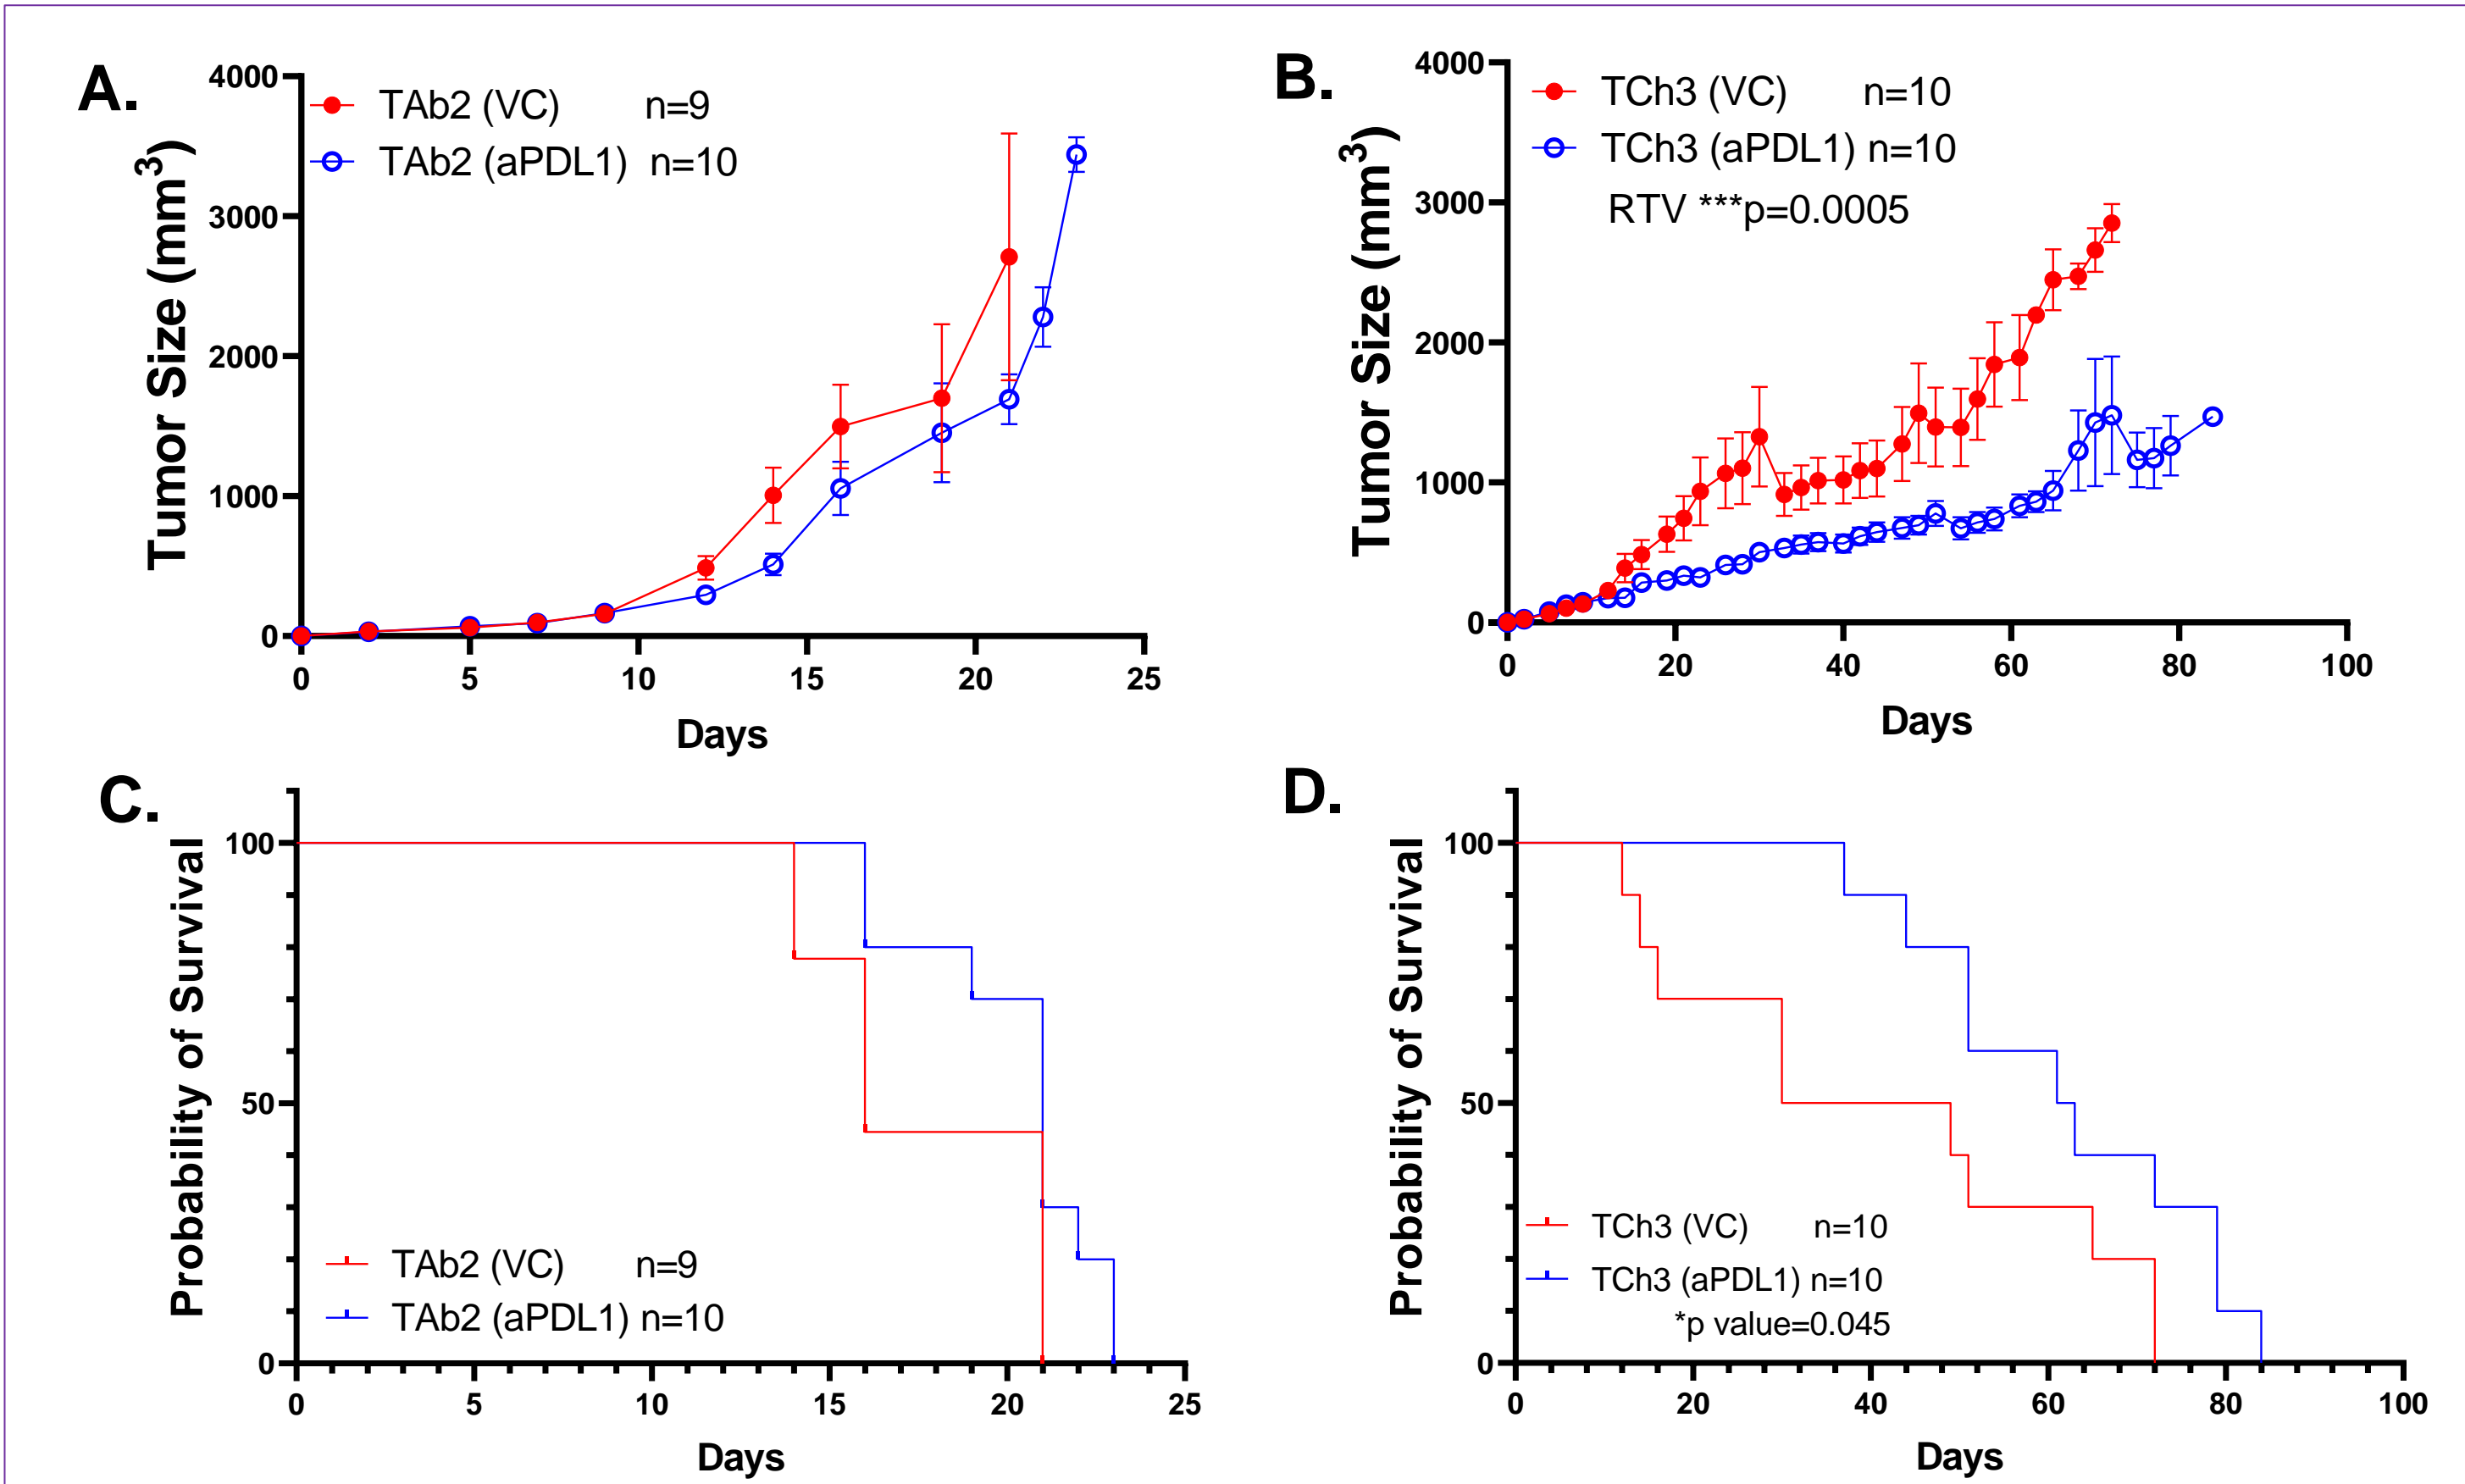 A.
TAb2 (VC) n=9
TAb2 (aPDL1) n=10
Tumor Size (mm³)
4000
3000
2000
1000
0
0 5 10 15 20 25
Days
B.
TCh3 (VC) n=10
TCh3 (aPDL1) n=10
RTV ***p=0.0005
Tumor Size (mm³)
4000
3000
2000
1000
0
0 20 40 60 80 100
Days
C.
Probability of Survival
100
50
0
TAb2 (VC) n=9
TAb2 (aPDL1) n=10
0 5 10 15 20 25
Days
D.
Probability of Survival
100
50
0
TCh3 (VC) n=10
TCh3 (aPDL1) n=10
*p value=0.045
0 20 40 60 80 100
Days